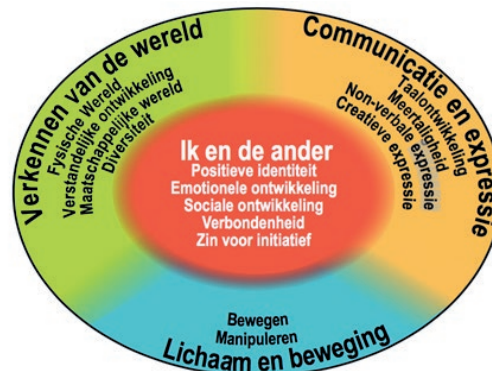 Verkennen van de wereld
Fysische Wereld
Verstandelijke ontwikkeling
Maatschappelijke wereld
Diversiteit
Communicatie en expressie
Taalontwikkeling
Meertaligheid
Non-verbale expressie
Creatieve expressie
Ik en de ander
Positieve identiteit
Emotionele ontwikkeling
Sociale ontwikkeling
Verbondenheid
Zin voor initiatief
Bewegen
Manipuleren
Lichaam en beweging